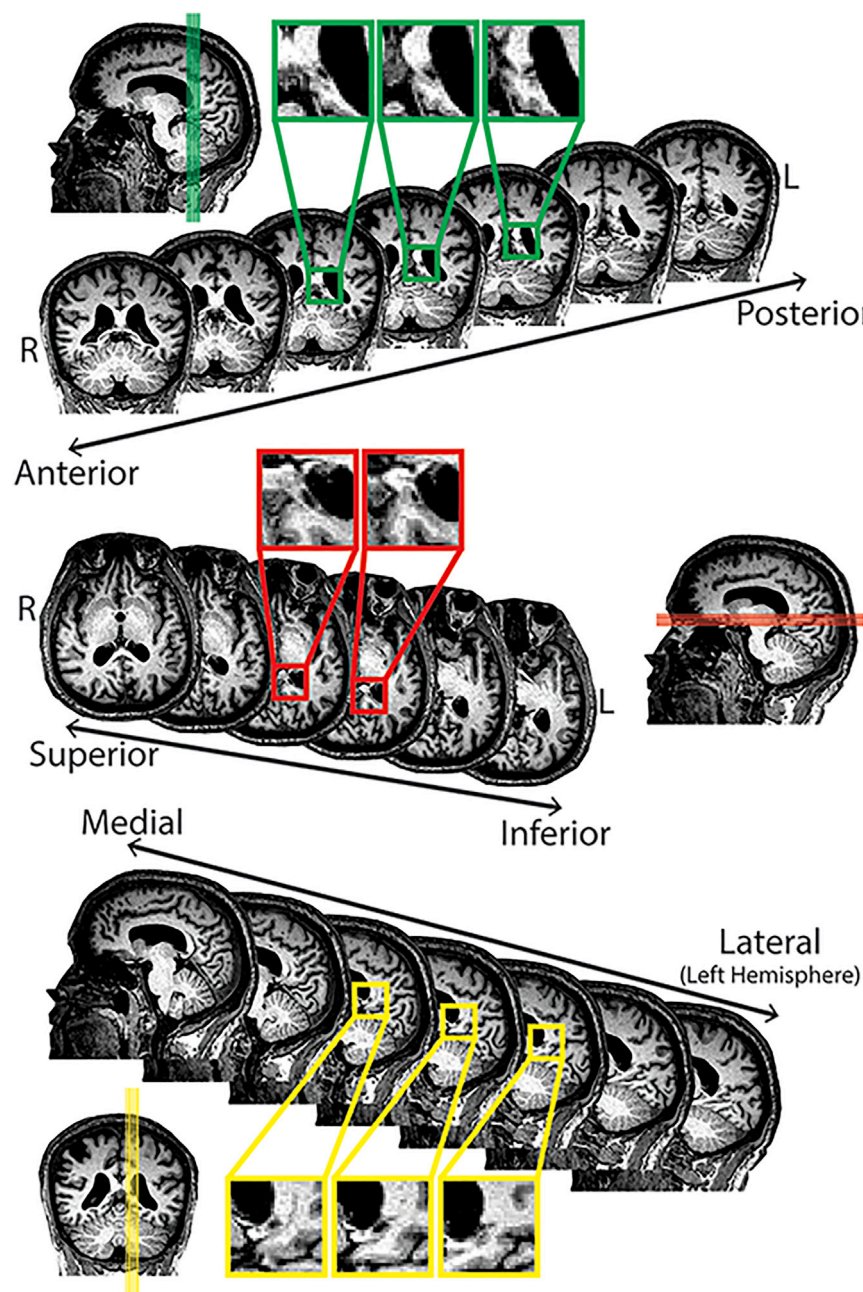 L
Posterior
R
Anterior
R
L
Superior
Inferior
Medial
Lateral
(Left Hemisphere)